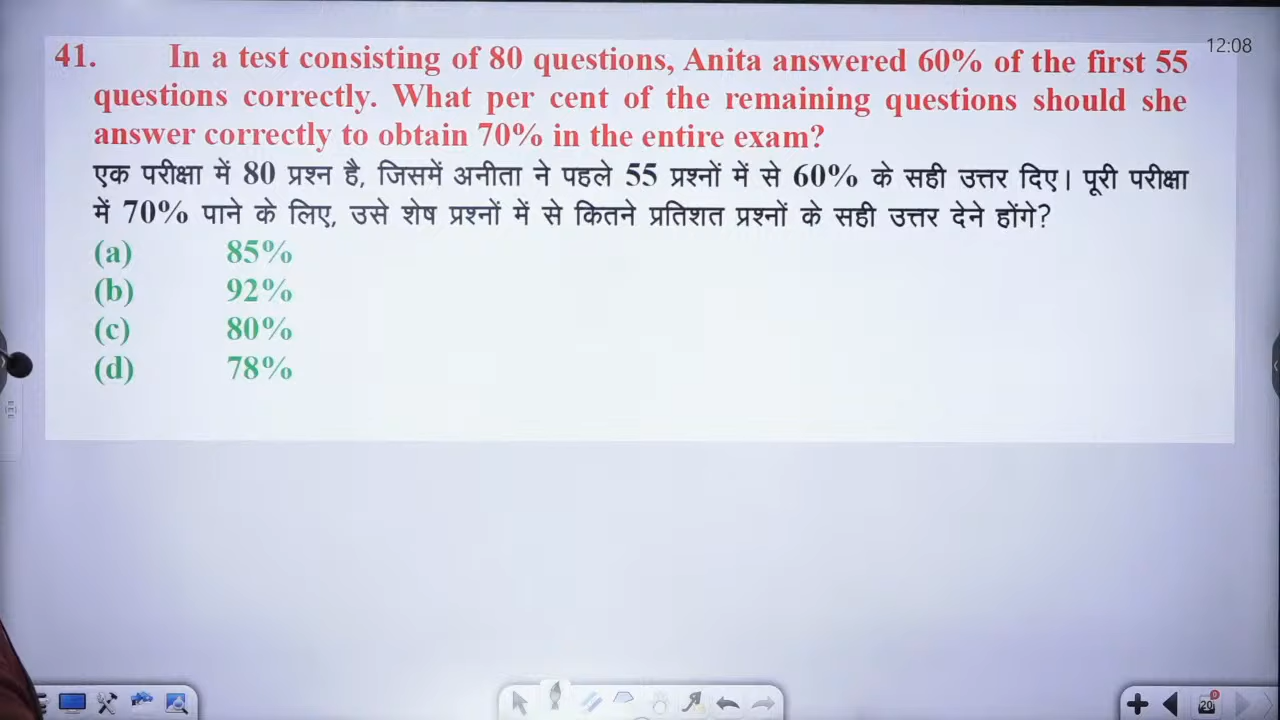 12:08
41. In a test consisting of 80 questions, Anita answered 60% of the first 55
questions correctly. What per cent of the remaining questions should she
answer correctly to obtain 70% in the entire exam?
एक परीक्षा में 80 प्रश्न है, जिसमें अनीता ने पहले 55 प्रश्नों में से 60% के सही उत्तर दिए। पूरी परीक्षा
में 70% पाने के लिए, उसे शेष प्रश्नों में से कितने प्रतिशत प्रश्नों के सही उत्तर देने होंगे?
(a) 85%
(b) 92%
(c) 80%
(d) 78%